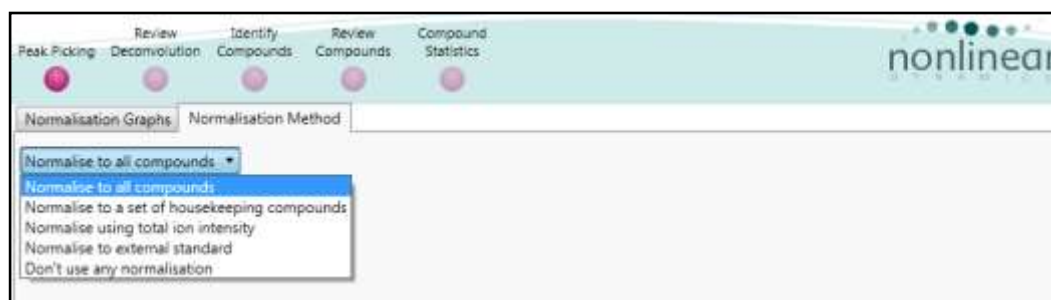 Peak Picking
Review Deconvolution
Identify Compounds
Review Compounds
Compound Statistics
nonlinear
DYNAMICS
Normalisation Graphs
Normalisation Method
Normalise to all compounds
Normalise to all compounds
Normalise to a set of housekeeping compounds
Normalise using total ion intensity
Normalise to external standard
Don't use any normalisation